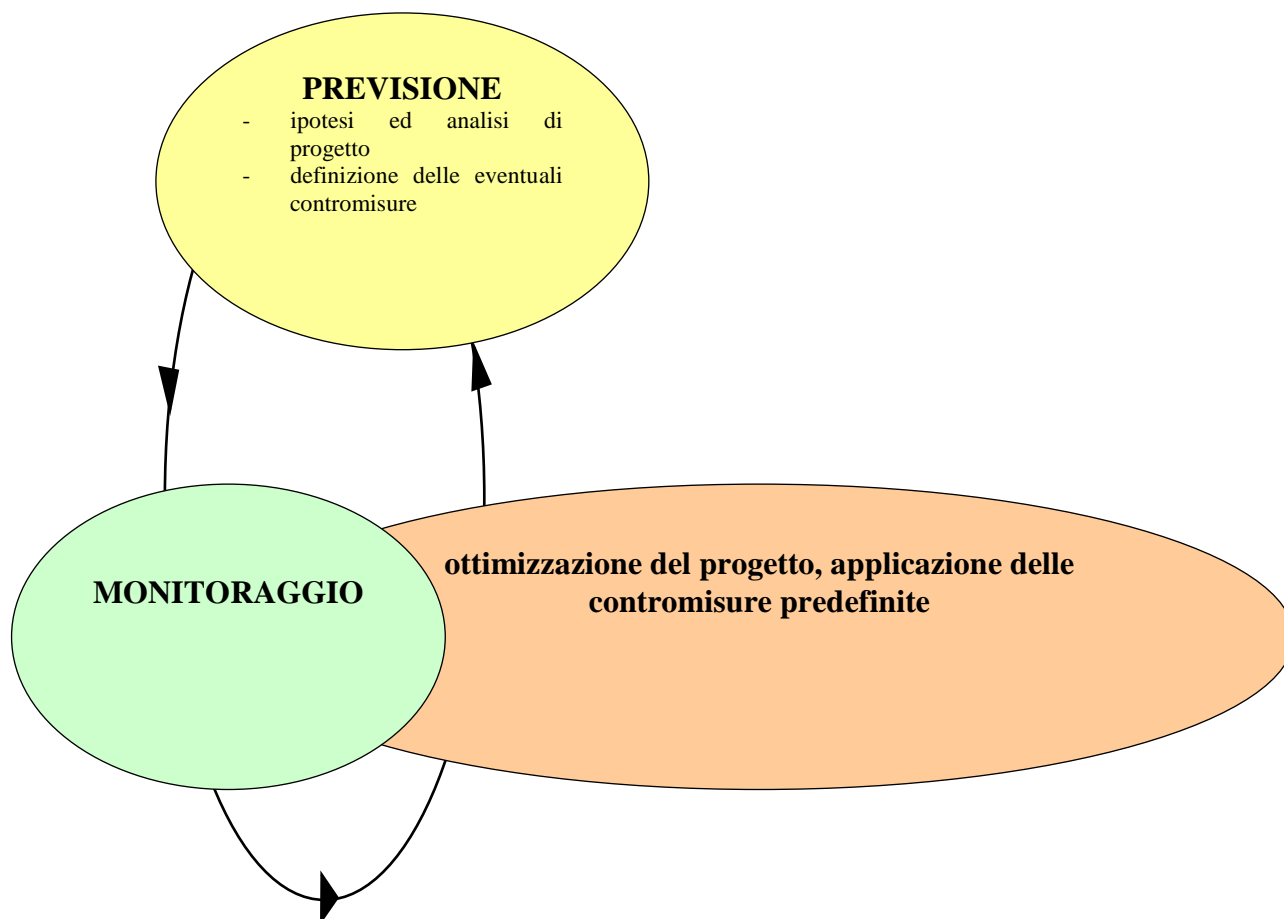 PREVISIONE
- ipotesi ed analisi di
progetto
- definizione delle eventuali
contromisure
MONITORAGGIO
ottimizzazione del progetto, applicazione delle
contromisure predefinite